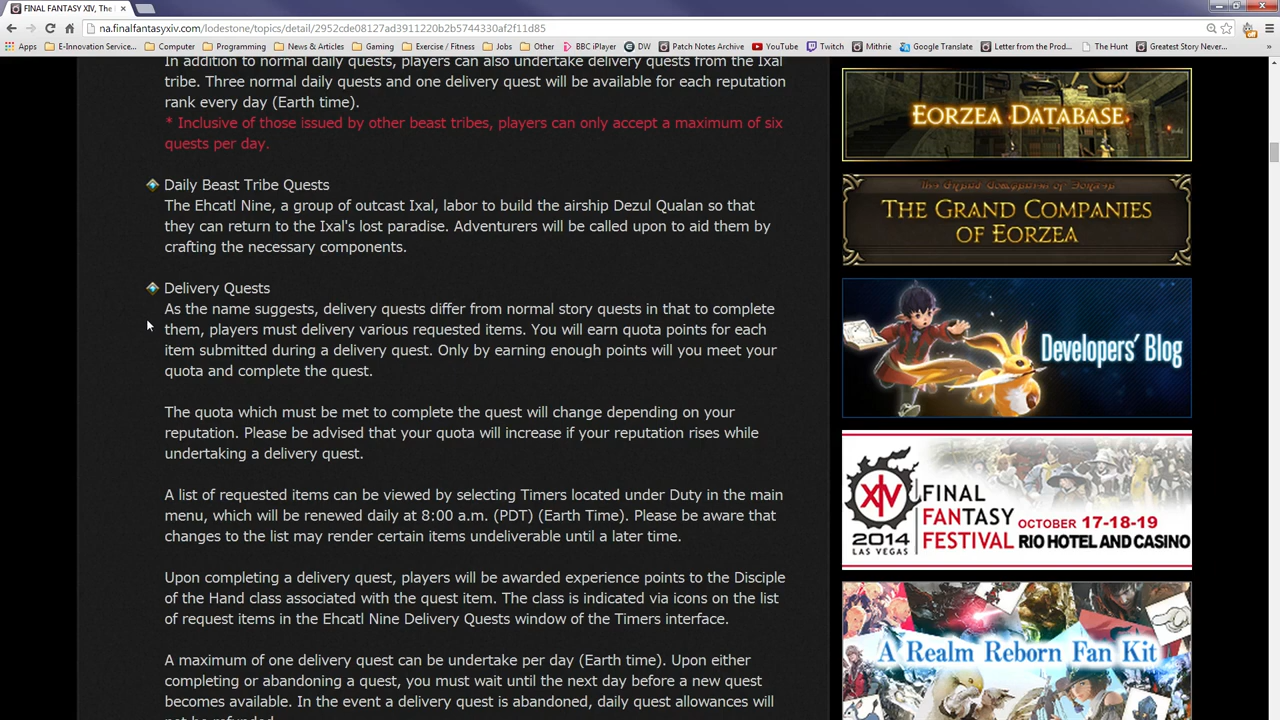 FINAL FANTASY XIV, The
na.finalfantasyxiv.com/lodestone/topics/detail/2952cde08127ad3911220b2b5744330af2f11d85
Apps E-Innovation Service... Computer Programming News & Articles Gaming Exercise / Fitness Jobs Other BBC iPlayer DW Patch Notes Archive YouTube Twitch Mithrie Google Translate Letter from the Prod... The Hunt Greatest Story Never... »
In addition to normal daily quests, players can also undertake delivery quests from the Ixal
tribe. Three normal daily quests and one delivery quest will be available for each reputation
rank every day (Earth time).
* Inclusive of those issued by other beast tribes, players can only accept a maximum of six
quests per day.
Daily Beast Tribe Quests
The Ehcatl Nine, a group of outcast Ixal, labor to build the airship Dezul Qualan so that
they can return to the Ixal's lost paradise. Adventurers will be called upon to aid them by
crafting the necessary components.
Delivery Quests
As the name suggests, delivery quests differ from normal story quests in that to complete
them, players must delivery various requested items. You will earn quota points for each
item submitted during a delivery quest. Only by earning enough points will you meet your
quota and complete the quest.
The quota which must be met to complete the quest will change depending on your
reputation. Please be advised that your quota will increase if your reputation rises while
undertaking a delivery quest.
A list of requested items can be viewed by selecting Timers located under Duty in the main
menu, which will be renewed daily at 8:00 a.m. (PDT) (Earth Time). Please be aware that
changes to the list may render certain items undeliverable until a later time.
Upon completing a delivery quest, players will be awarded experience points to the Disciple
of the Hand class associated with the quest item. The class is indicated via icons on the list
of request items in the Ehcatl Nine Delivery Quests window of the Timers interface.
A maximum of one delivery quest can be undertake per day (Earth time). Upon either
completing or abandoning a quest, you must wait until the next day before a new quest
becomes available. In the event a delivery quest is abandoned, daily quest allowances will
not be refunded.
EORZEA DATABASE
The Grand Companies of Eorzea
THE GRAND COMPANIES
OF EORZEA
Developers' Blog
XIV
2014
LAS VEGAS
FINAL
FANTASY
FESTIVAL
OCTOBER 17-18-19
RIO HOTEL AND CASINO
A Realm Reborn Fan Kit